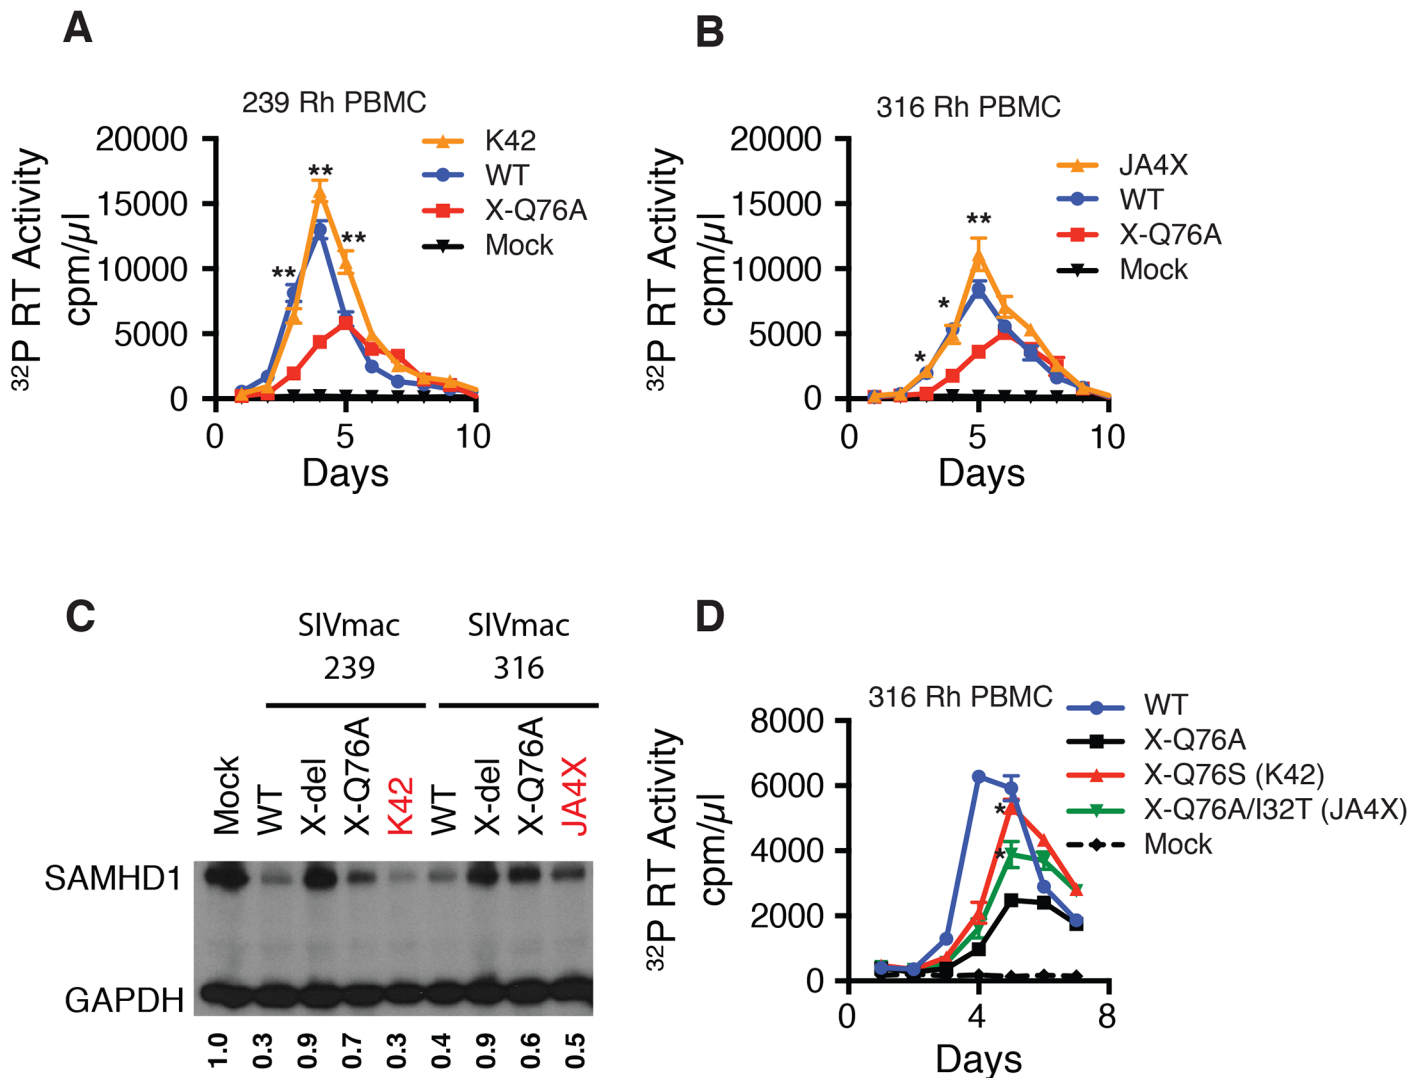 A
239 Rh PBMC
20000
15000
10000
5000
0
0 5 10
Days
³²P RT Activity
cpm/µl
K42
WT
X-Q76A
Mock
**
**
**
B
316 Rh PBMC
20000
15000
10000
5000
0
0 5 10
Days
³²P RT Activity
cpm/µl
JA4X
WT
X-Q76A
Mock
**
*
*
C
SIVmac SIVmac
239 316
Mock
WT
X-del
X-Q76A
K42
WT
X-del
X-Q76A
JA4X
SAMHD1
GAPDH
1.0 0.3 0.9 0.7 0.3 0.4 0.9 0.6 0.5
D
316 Rh PBMC
8000
6000
4000
2000
0
0 4 8
Days
³²P RT Activity
cpm/µl
WT
X-Q76A
X-Q76S (K42)
X-Q76A/I32T (JA4X)
Mock
*
*